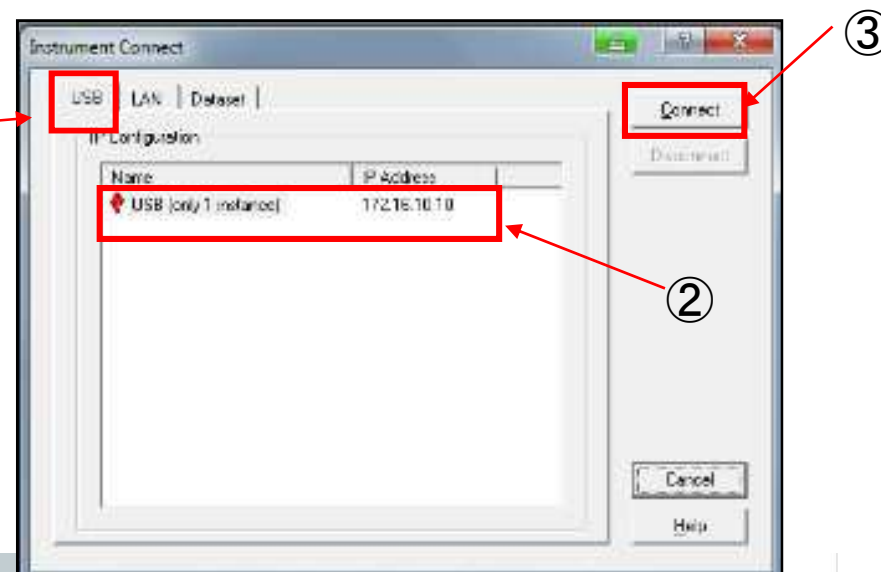 ③
Instrument Connect
USB LAN Dataset
Connect
IP Configuration
Disconnect
Name IP Address
USB (only 1 instance) 172.16.10.10
②
Cancel
Help